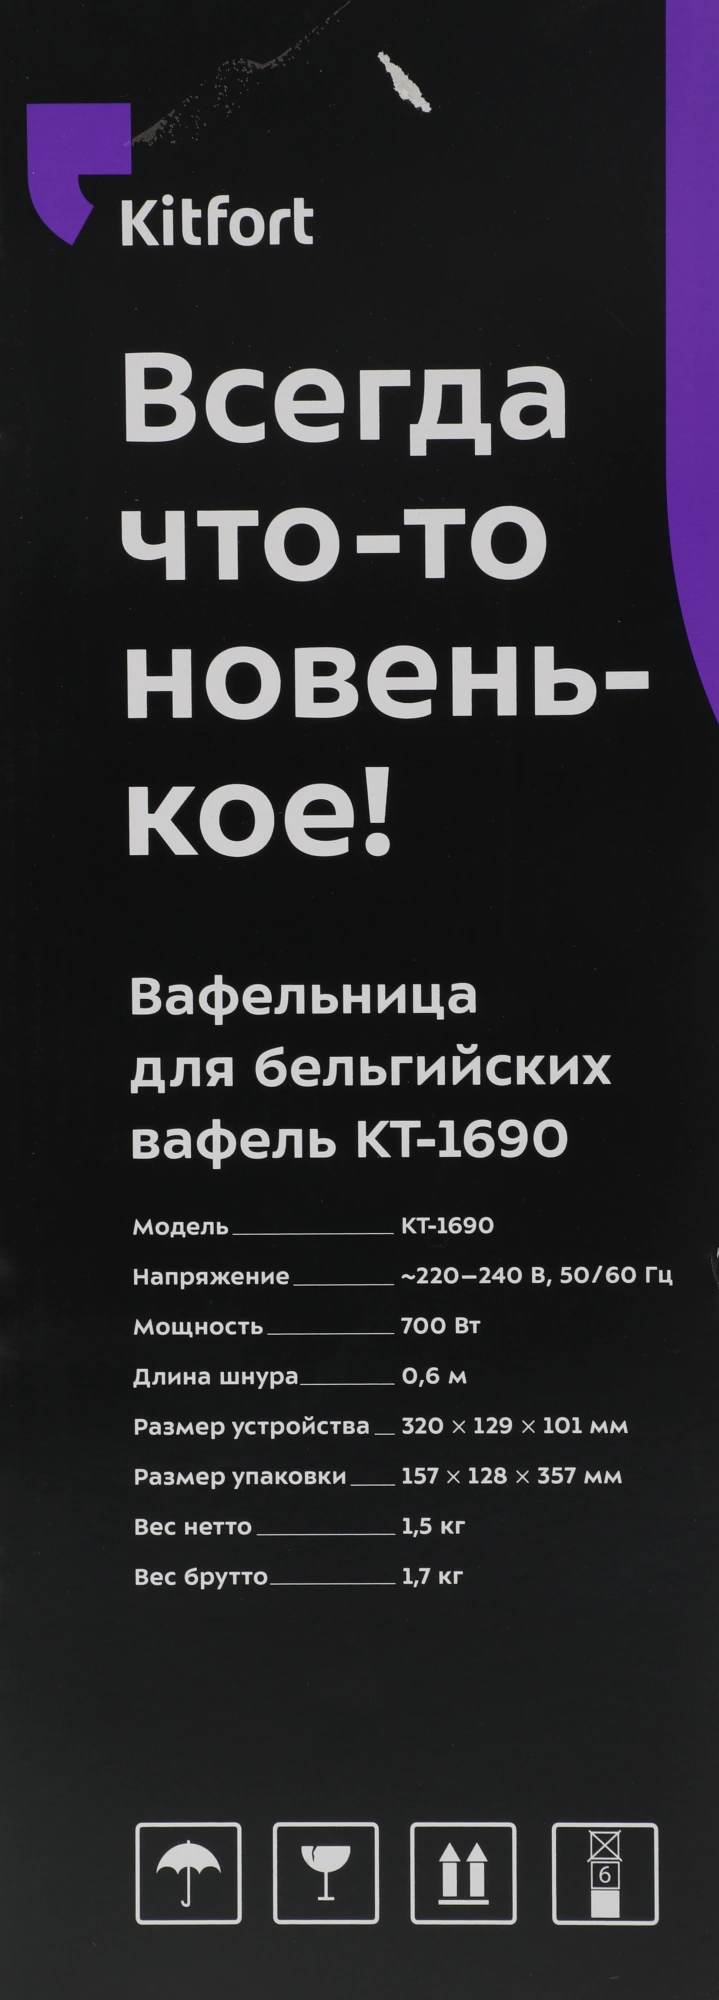 Kitfort
Всегда
что-то
новень-
кое!
Вафельница
для бельгийских
вафель КТ-1690
Модель КТ-1690
Напряжение ~220–240 В, 50/60 Гц
Мощность 700 Вт
Длина шнура 0,6 м
Размер устройства 320 × 129 × 101 мм
Размер упаковки 157 × 128 × 357 мм
Вес нетто 1,5 кг
Вес брутто 1,7 кг
6